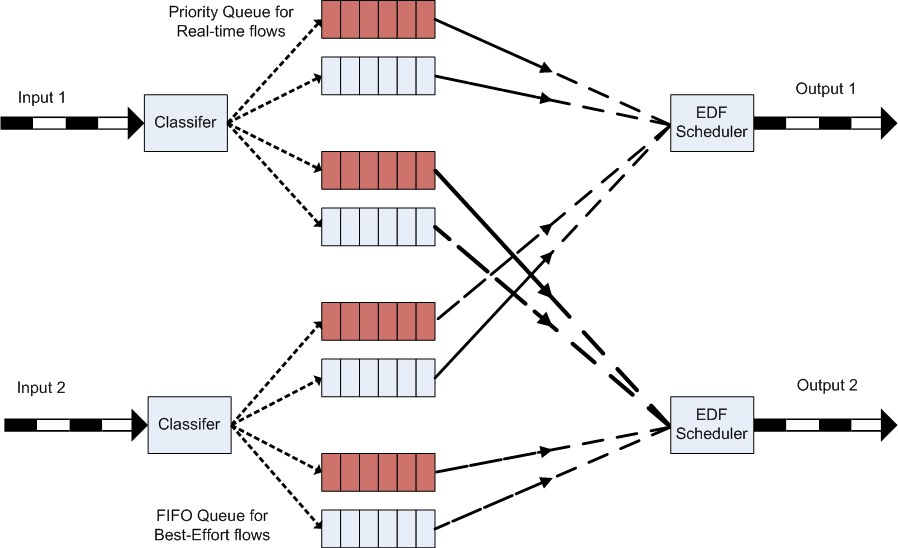 Priority Queue for
Real-time flows
Input 1
Classifer
EDF
Scheduler
Output 1
Input 2
Classifer
EDF
Scheduler
Output 2
FIFO Queue for
Best-Effort flows